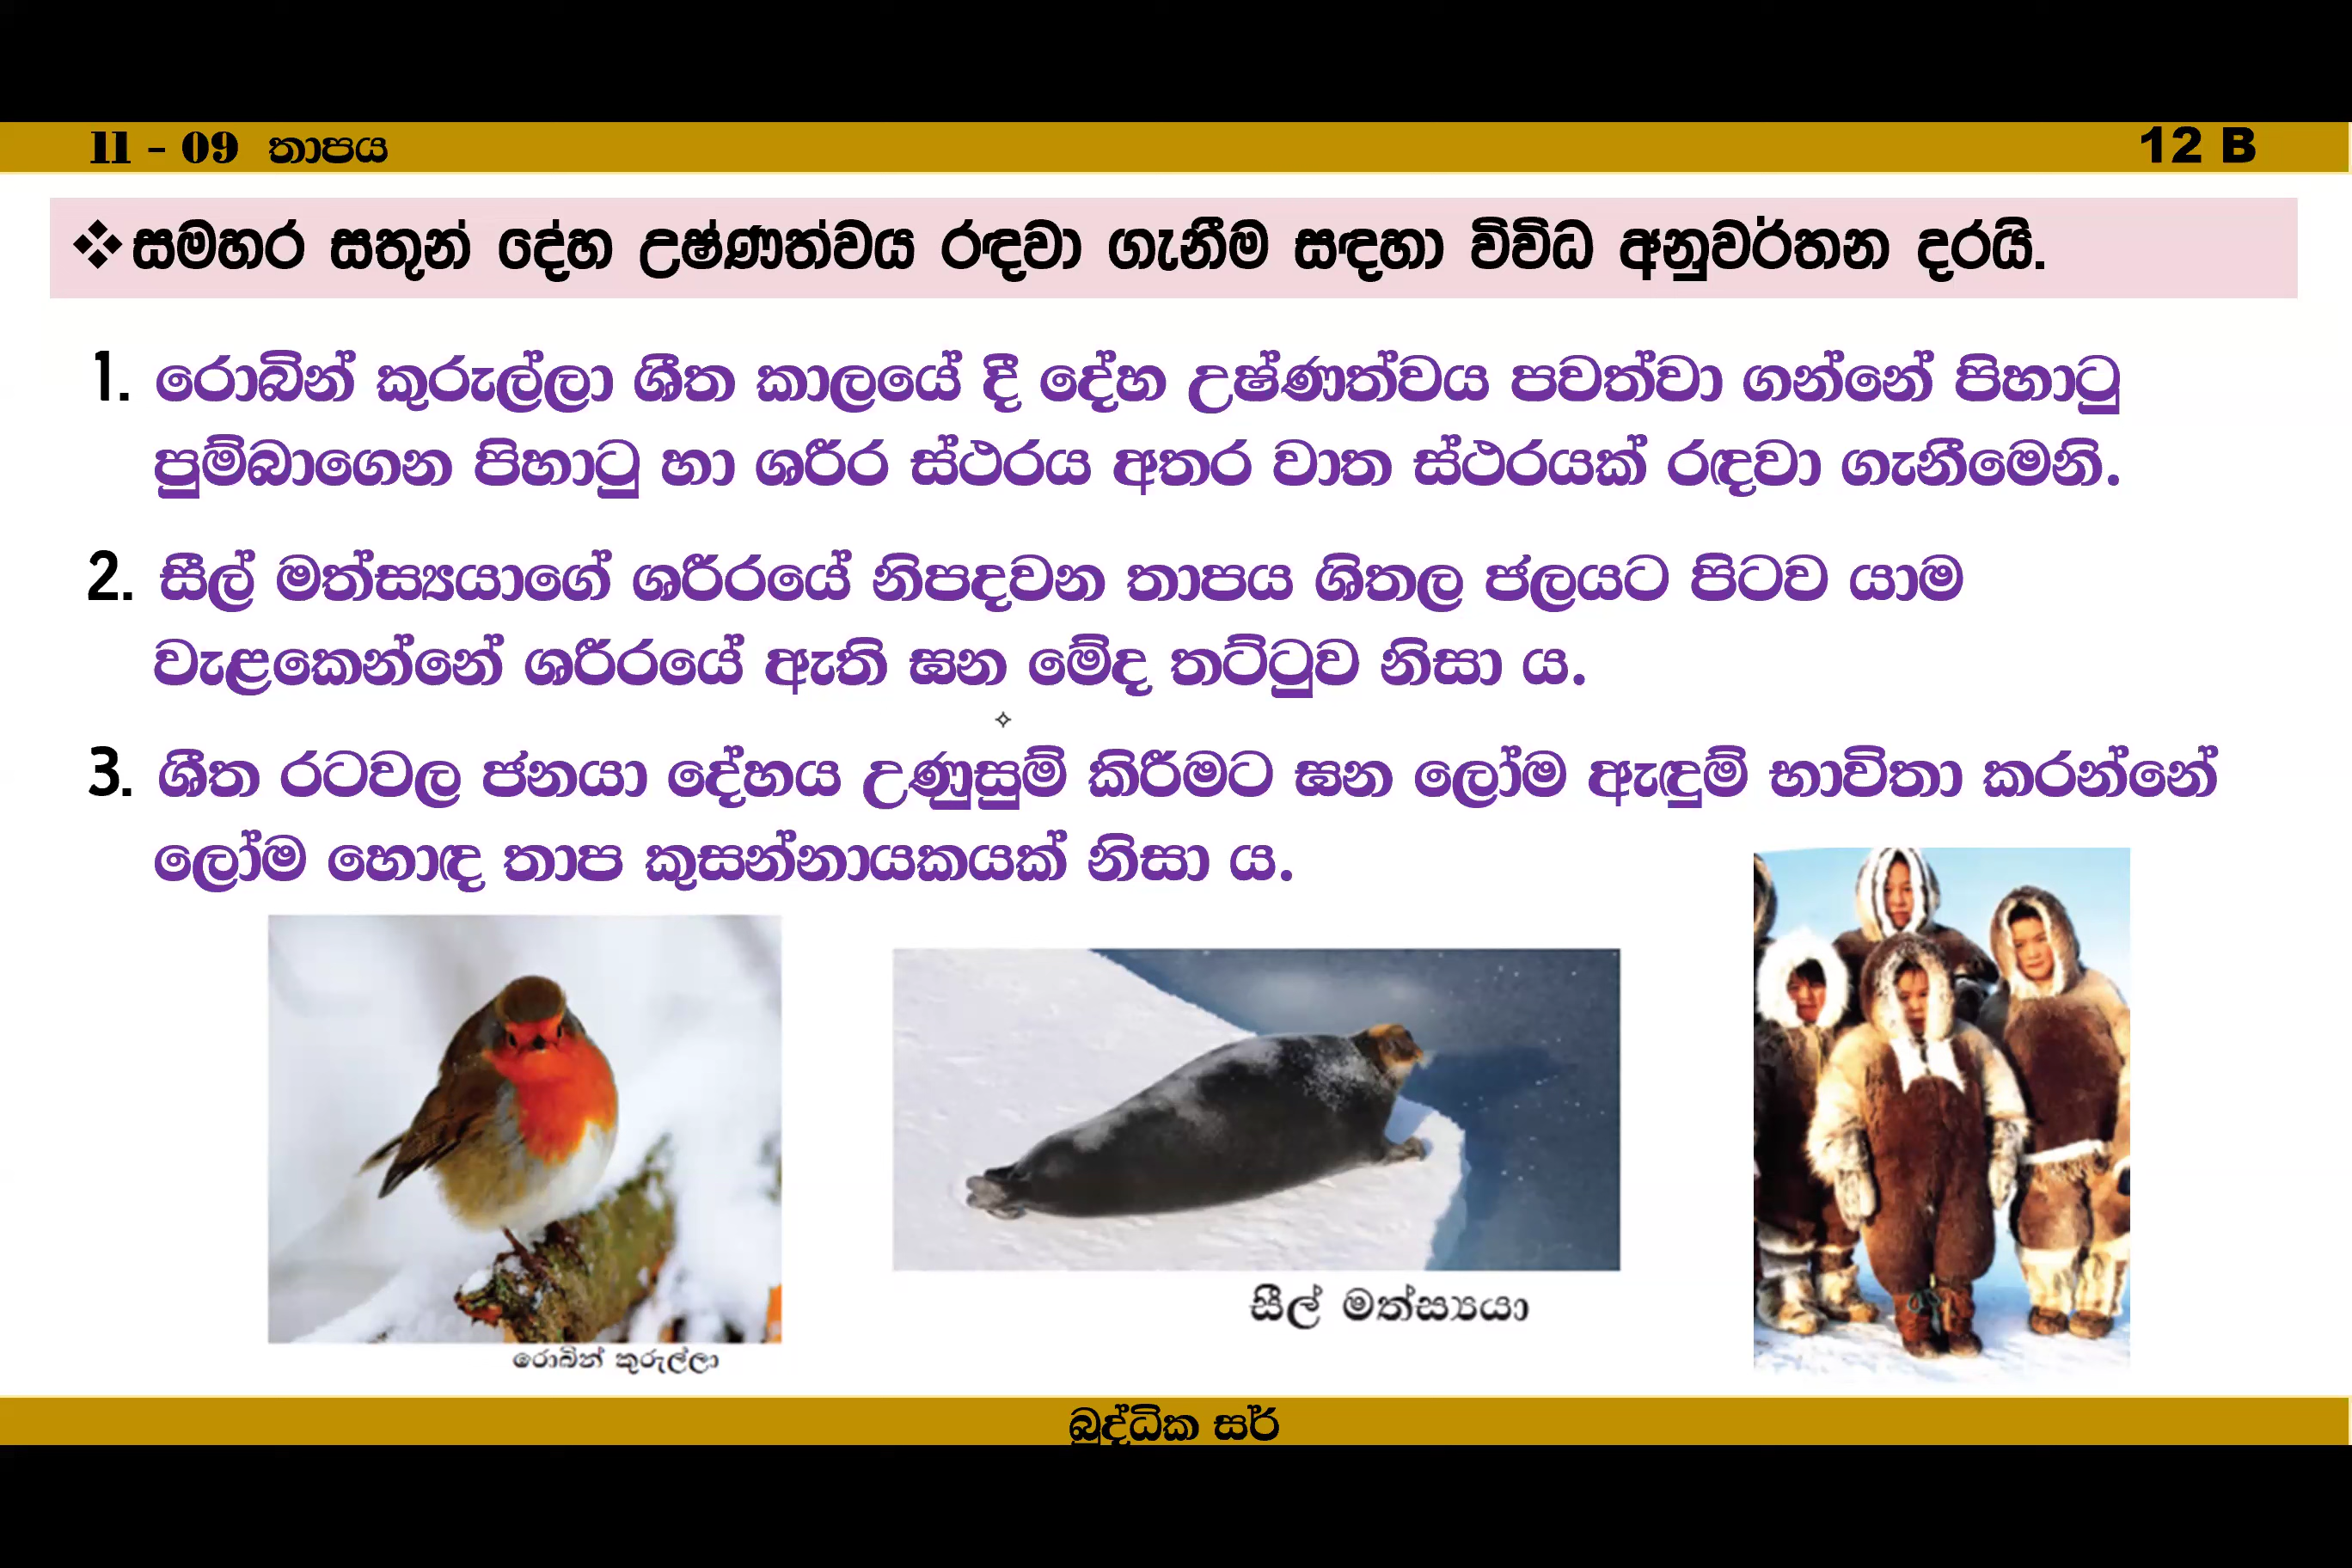 11 - 09 තාපය
12 B
❖සමහර සතුන් දේහ උෂ්ණත්වය රඳවා ගැනීම සඳහා විවිධ අනුවර්තන දරයි.
1. රොබින් කුරුල්ලා ශීත කාලයේ දී දේහ උෂ්ණත්වය පවත්වා ගන්නේ පිහාටු
පුම්බාගෙන පිහාටු හා ශරීර ස්ථරය අතර වාත ස්ථරයක් රඳවා ගැනීමෙනි.
2. සීල් මත්ස්‍යයාගේ ශරීරයේ නිපදවන තාපය ශිතල ජලයට පිටව යාම
වැළකෙන්නේ ශරීරයේ ඇති ඝන මේද තට්ටුව නිසා ය.
3. ශීත රටවල ජනයා දේහය උණුසුම් කිරීමට ඝන ලෝම ඇඳුම් භාවිතා කරන්නේ
ලෝම හොඳ තාප කුසන්නායකයක් නිසා ය.
රොබින් කුරුල්ලා
සීල් මත්ස්‍යයා
බුද්ධික සර්